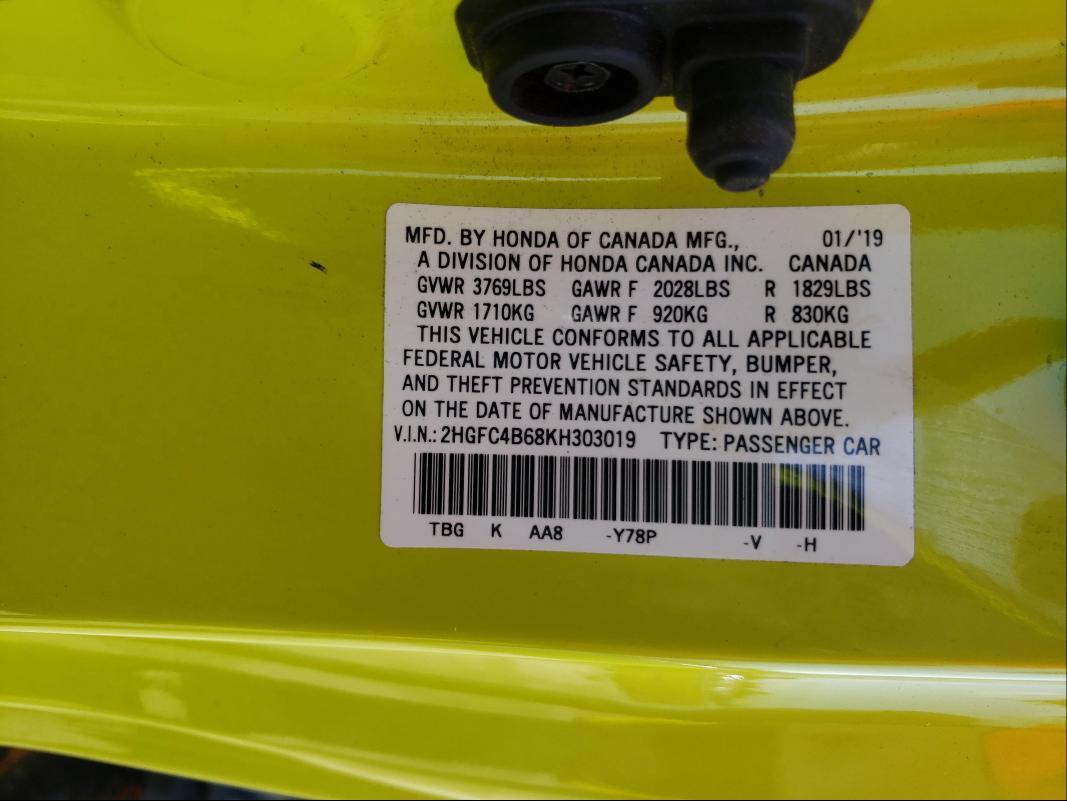 MFD. BY HONDA OF CANADA MFG., 01/'19
A DIVISION OF HONDA CANADA INC. CANADA
GVWR 3769LBS GAWR F 2028LBS R 1829LBS
GVWR 1710KG GAWR F 920KG R 830KG
THIS VEHICLE CONFORMS TO ALL APPLICABLE
FEDERAL MOTOR VEHICLE SAFETY, BUMPER,
AND THEFT PREVENTION STANDARDS IN EFFECT
ON THE DATE OF MANUFACTURE SHOWN ABOVE.
V.I.N.: 2HGFC4B68KH303019 TYPE: PASSENGER CAR
TBG K AA8 -Y78P -V -H